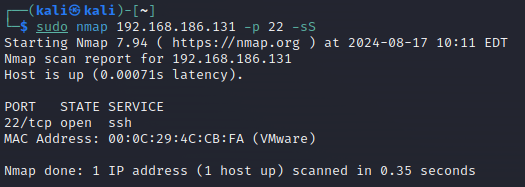 ┌──(kali㉿kali)-[~]
└─$ sudo nmap 192.168.186.131 -p 22 -sS
Starting Nmap 7.94 ( https://nmap.org ) at 2024-08-17 10:11 EDT
Nmap scan report for 192.168.186.131
Host is up (0.00071s latency).

PORT   STATE SERVICE
22/tcp open  ssh
MAC Address: 00:0C:29:4C:CB:FA (VMware)

Nmap done: 1 IP address (1 host up) scanned in 0.35 seconds